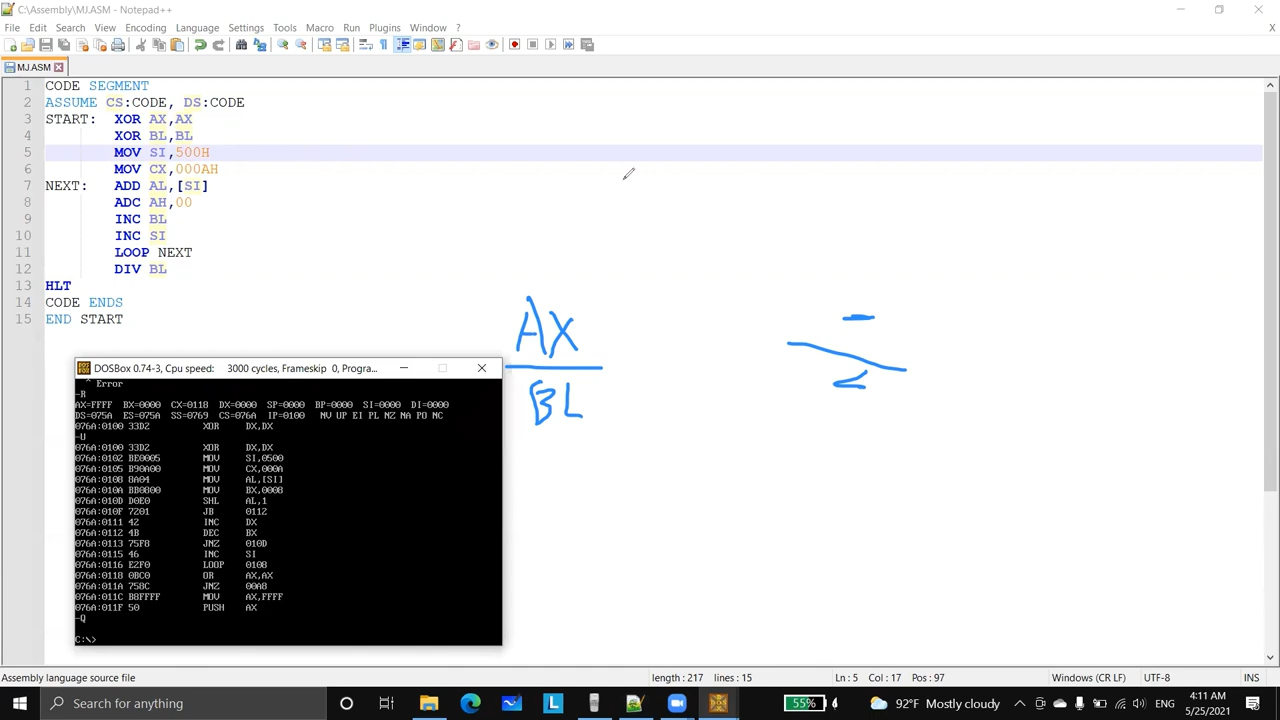 C:\Assembly\MJ.ASM - Notepad++
File Edit Search View Encoding Language Settings Tools Macro Run Plugins Window ?
X
MJ.ASM
1 CODE SEGMENT
2 ASSUME CS:CODE, DS:CODE
3 START: XOR AX,AX
4 XOR BL,BL
5 MOV SI,500H
6 MOV CX,000AH
7 NEXT: ADD AL,[SI]
8 ADC AH,00
9 INC BL
10 INC SI
11 LOOP NEXT
12 DIV BL
13 HLT
14 CODE ENDS
15 END START
AX
BL
DOSBox 0.74-3, Cpu speed: 3000 cycles, Frameskip 0, Progra...
^ Error
-R
AX=FFFF BX=0000 CX=0118 DX=0000 SP=0000 BP=0000 SI=0000 DI=0000
DS=075A ES=075A SS=0769 CS=076A IP=0100 NV UP EI PL NZ NA PO NC
076A:0100 33D2 XOR DX,DX
-U
076A:0100 33D2 XOR DX,DX
076A:0102 BE0005 MOV SI,0500
076A:0105 B90A00 MOV CX,000A
076A:0108 8A04 MOV AL,[SI]
076A:010A BB0800 MOV BX,0008
076A:010D D0E0 SHL AL,1
076A:010F 7201 JB 0112
076A:0111 42 INC DX
076A:0112 4B DEC BX
076A:0113 75F8 JNZ 010D
076A:0115 46 INC SI
076A:0116 E2F0 LOOP 0108
076A:0118 0BC0 OR AX,AX
076A:011A 758C JNZ 00A8
076A:011C B8FFFF MOV AX,FFFF
076A:011F 50 PUSH AX
-Q
C:\>
Assembly language source file length : 217 lines : 15 Ln : 5 Col : 17 Pos : 97 Windows (CR LF) UTF-8 INS
Search for anything
L
55%
92°F Mostly cloudy
ENG
4:11 AM
5/25/2021